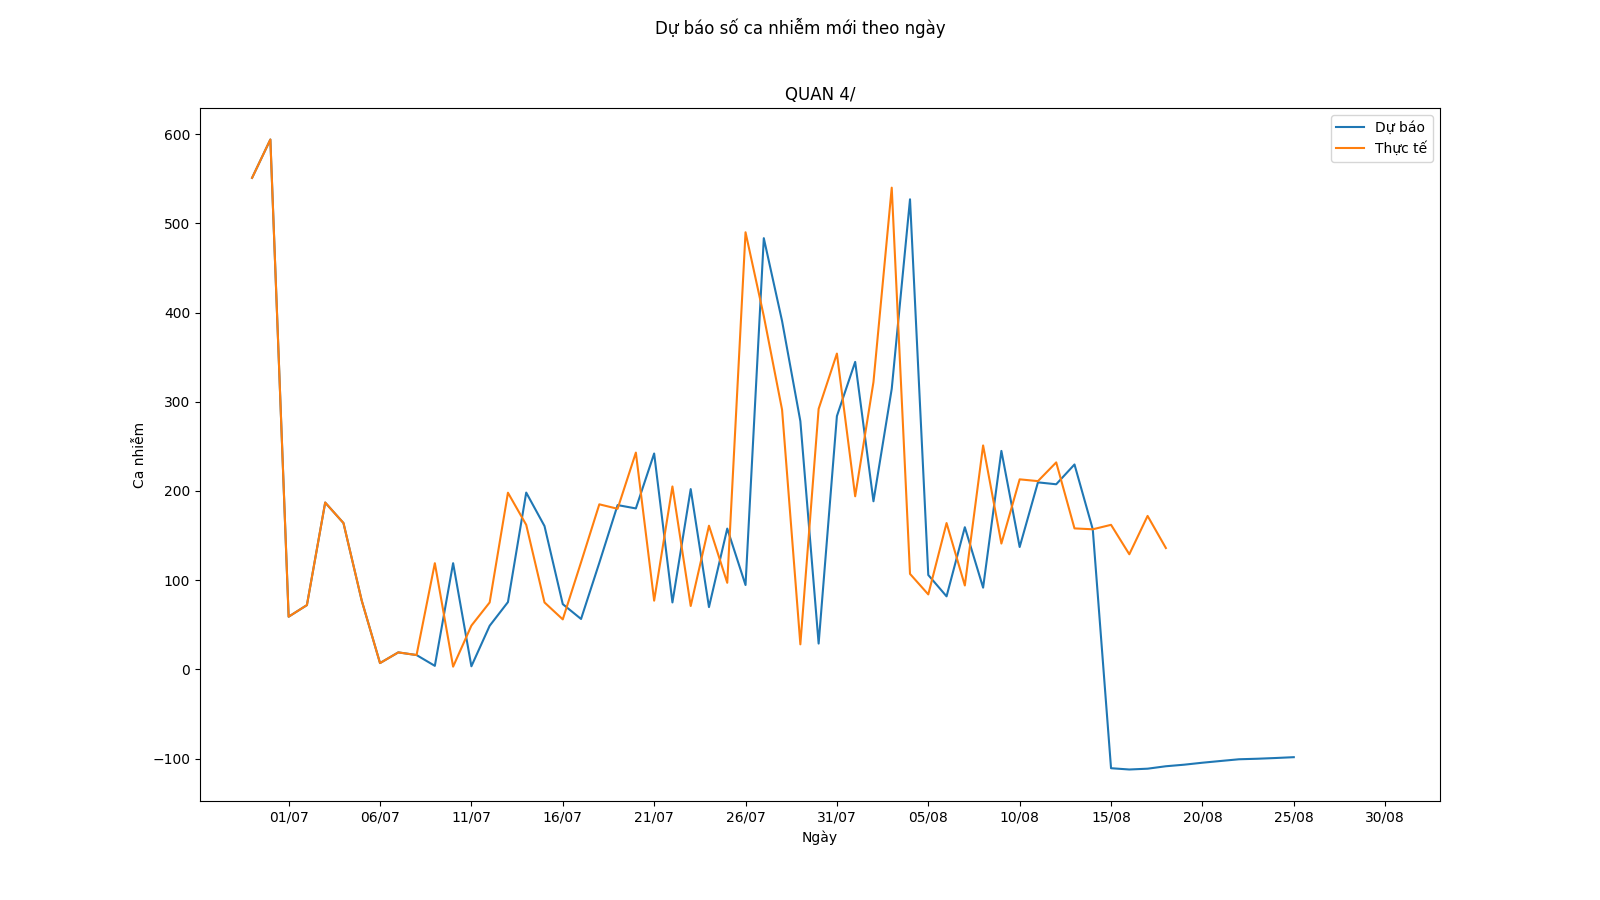 Dự báo số ca nhiễm mới theo ngày
QUAN 4/
Dự báo
Thực tế
600
500
400
300
200
100
0
−100
Ca nhiễm
01/07 06/07 11/07 16/07 21/07 26/07 31/07 05/08 10/08 15/08 20/08 25/08 30/08
Ngày